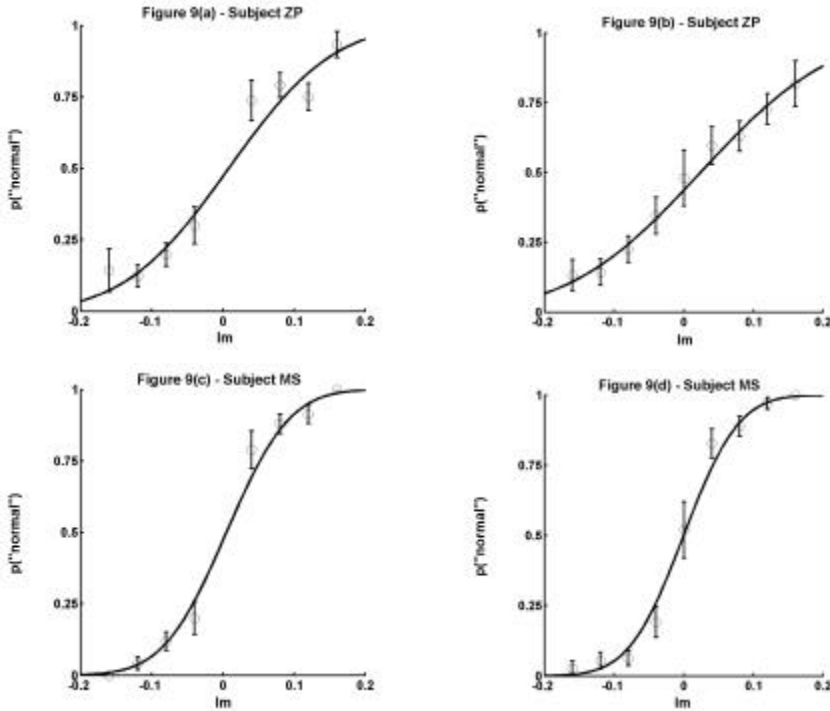 Figure 9(a) - Subject ZP
1
0.75
0.5
0.25
0
p("normal")
-0.2 -0.1 0 0.1 0.2
Im
Figure 9(b) - Subject ZP
1
0.75
0.5
0.25
0
p("normal")
-0.2 -0.1 0 0.1 0.2
Im
Figure 9(c) - Subject MS
1
0.75
0.5
0.25
0
p("normal")
-0.2 -0.1 0 0.1 0.2
Im
Figure 9(d) - Subject MS
1
0.75
0.5
0.25
0
p("normal")
-0.2 -0.1 0 0.1 0.2
Im